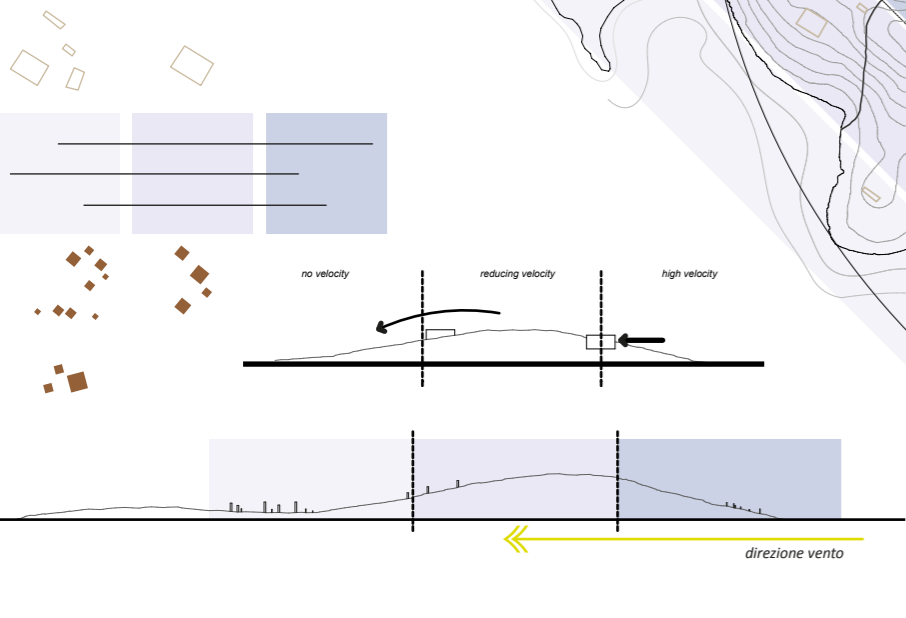 no velocity
reducing velocity
high velocity
direzione vento